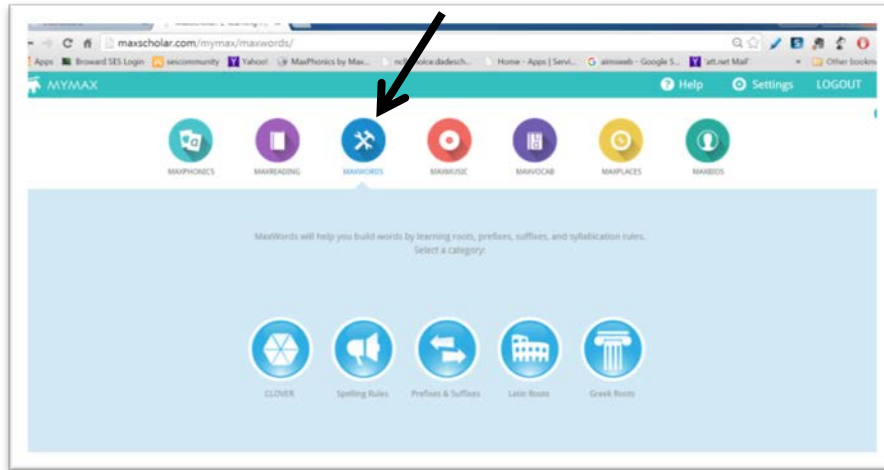 maxscholar.com/mymax/maxwords/
Apps Broward SES Login sescommunity Yahoo! MaxPhonics by Max... Home - Apps | Servi... aimsweb - Google S... 'att.net Mail' Other bookm
MYMAX Help Settings LOGOUT
MAXPHONICS MAXREADING MAXWORDS MAXMUSIC MAXVOCAB MAXPLACES MAXBIOS
MaxWords will help you build words by learning roots, prefixes, suffixes, and syllabication rules.
Select a category:
CLOVER Spelling Rules Prefixes & Suffixes Latin Roots Greek Roots